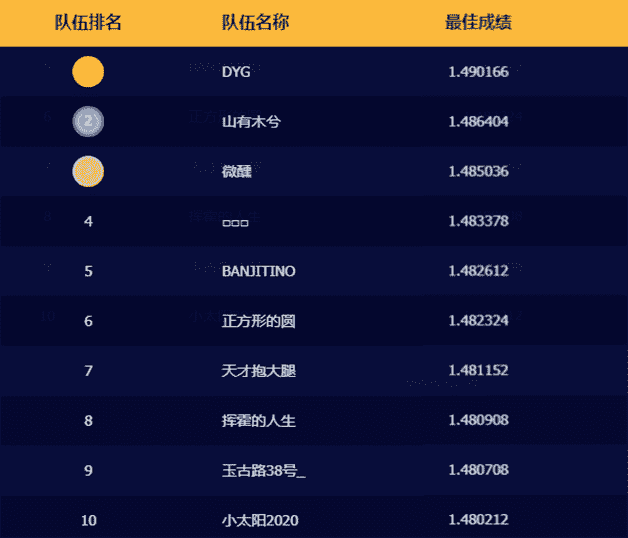 队伍排名 队伍名称 最佳成绩
DYG 1.490166
2 山有木兮 1.486404
微醺 1.485036
4 □□□ 1.483378
5 BANJITINO 1.482612
6 正方形的圆 1.482324
7 天才抱大腿 1.481152
8 挥霍的人生 1.480908
9 玉古路38号_ 1.480708
10 小太阳2020 1.480212